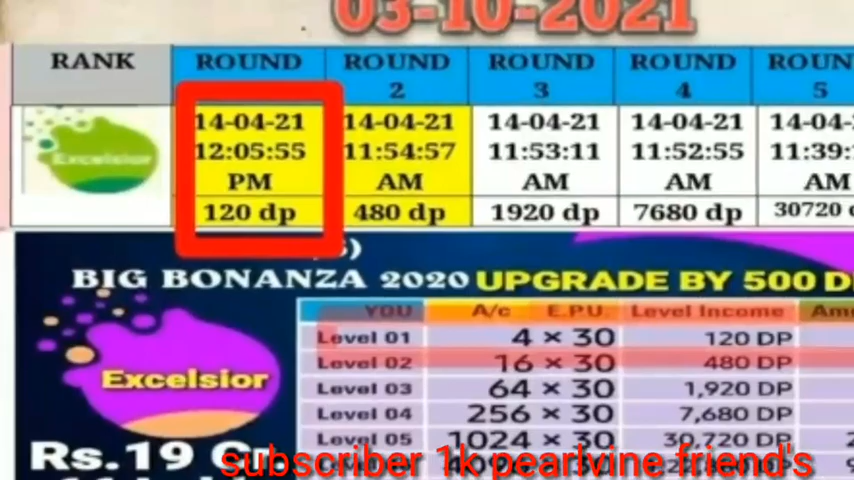 03-10-2021
RANK ROUND ROUND ROUND ROUND ROUN
2 3 4 5
14-04-21 14-04-21 14-04-21 14-04-21 14-04-
Excelsior 12:05:55 11:54:57 11:53:11 11:52:55 11:39:
PM AM AM AM AM
120 dp 480 dp 1920 dp 7680 dp 30720
BIG BONANZA 2020 UPGRADE BY 500 D
YOU A/c E.P.U. Level Income Am
Level 01 4 × 30 120 DP
Level 02 16 × 30 480 DP
Excelsior
Level 03 64 × 30 1,920 DP
Level 04 256 × 30 7,680 DP
Level 05 1024 × 30 30,720 DP 2
Rs.19
subscriber 1k pearlvine friend's